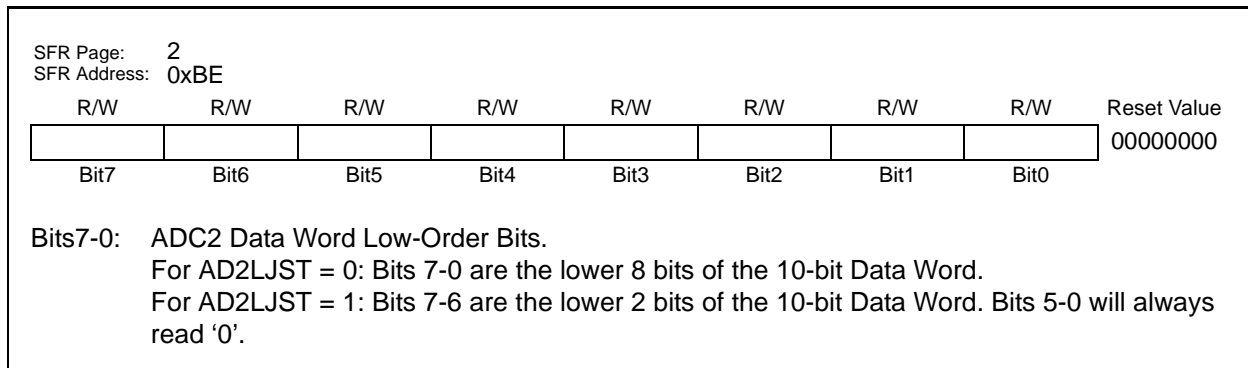 SFR Page: 2
SFR Address: 0xBE
R/W R/W R/W R/W R/W R/W R/W R/W Reset Value
00000000
Bit7 Bit6 Bit5 Bit4 Bit3 Bit2 Bit1 Bit0
Bits7-0: ADC2 Data Word Low-Order Bits.
For AD2LJST = 0: Bits 7-0 are the lower 8 bits of the 10-bit Data Word.
For AD2LJST = 1: Bits 7-6 are the lower 2 bits of the 10-bit Data Word. Bits 5-0 will always
read ‘0’.